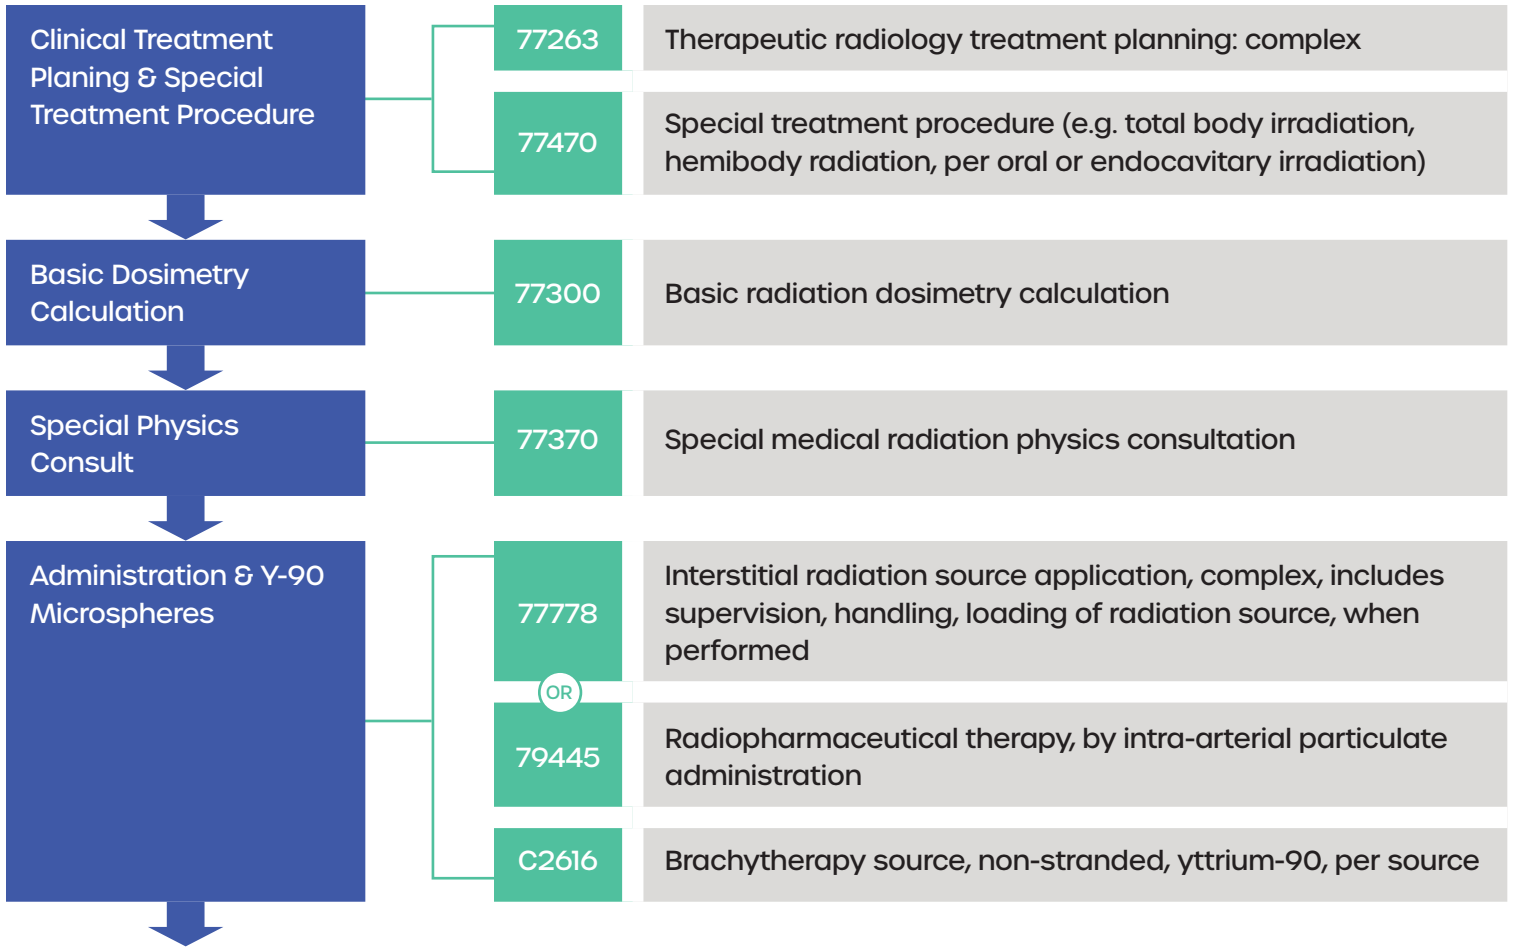 Clinical Treatment
Planing & Special
Treatment Procedure
77263
Therapeutic radiology treatment planning: complex
77470
Special treatment procedure (e.g. total body irradiation,
hemibody radiation, per oral or endocavitary irradiation)
Basic Dosimetry
Calculation
77300
Basic radiation dosimetry calculation
Special Physics
Consult
77370
Special medical radiation physics consultation
Administration & Y-90
Microspheres
77778
Interstitial radiation source application, complex, includes
supervision, handling, loading of radiation source, when
performed
OR
79445
Radiopharmaceutical therapy, by intra-arterial particulate
administration
C2616
Brachytherapy source, non-stranded, yttrium-90, per source